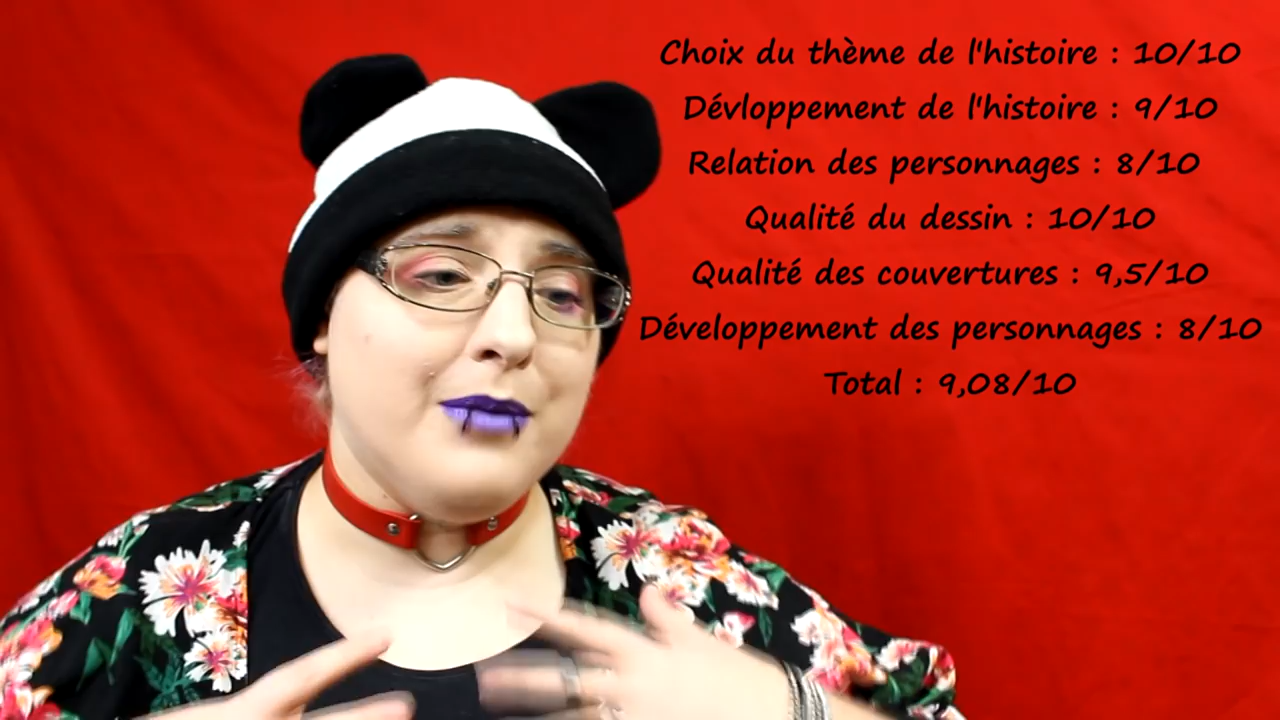 Choix du thème de l'histoire : 10/10
Dévloppement de l'histoire : 9/10
Relation des personnages : 8/10
Qualité du dessin : 10/10
Qualité des couvertures : 9,5/10
Développement des personnages : 8/10
Total : 9,08/10